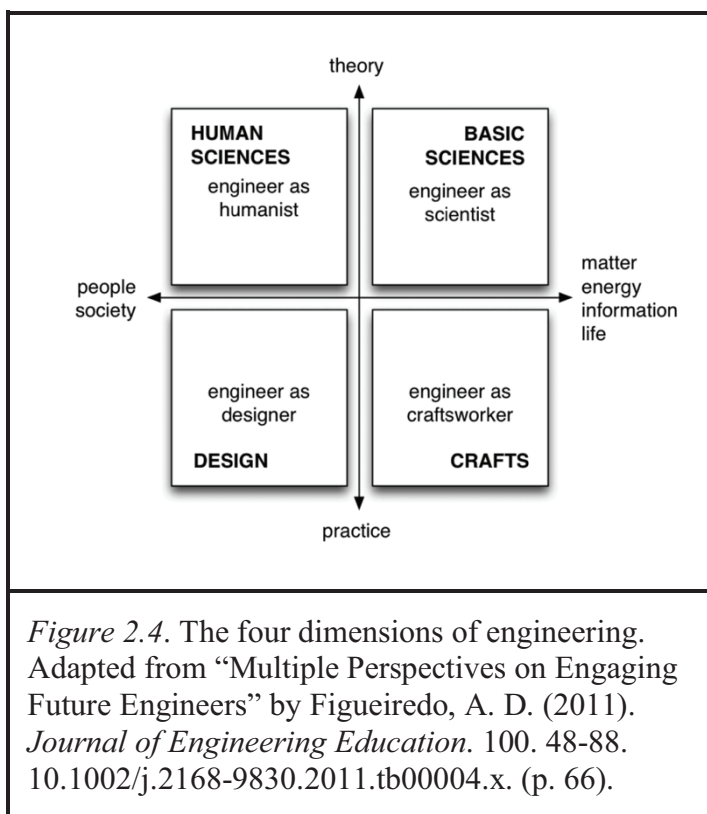 theory
HUMAN
SCIENCES
engineer as
humanist
BASIC
SCIENCES
engineer as
scientist
people
society
matter
energy
information
life
engineer as
designer
DESIGN
engineer as
craftsworker
CRAFTS
practice
Figure 2.4. The four dimensions of engineering.
Adapted from “Multiple Perspectives on Engaging
Future Engineers” by Figueiredo, A. D. (2011).
Journal of Engineering Education. 100. 48-88.
10.1002/j.2168-9830.2011.tb00004.x. (p. 66).